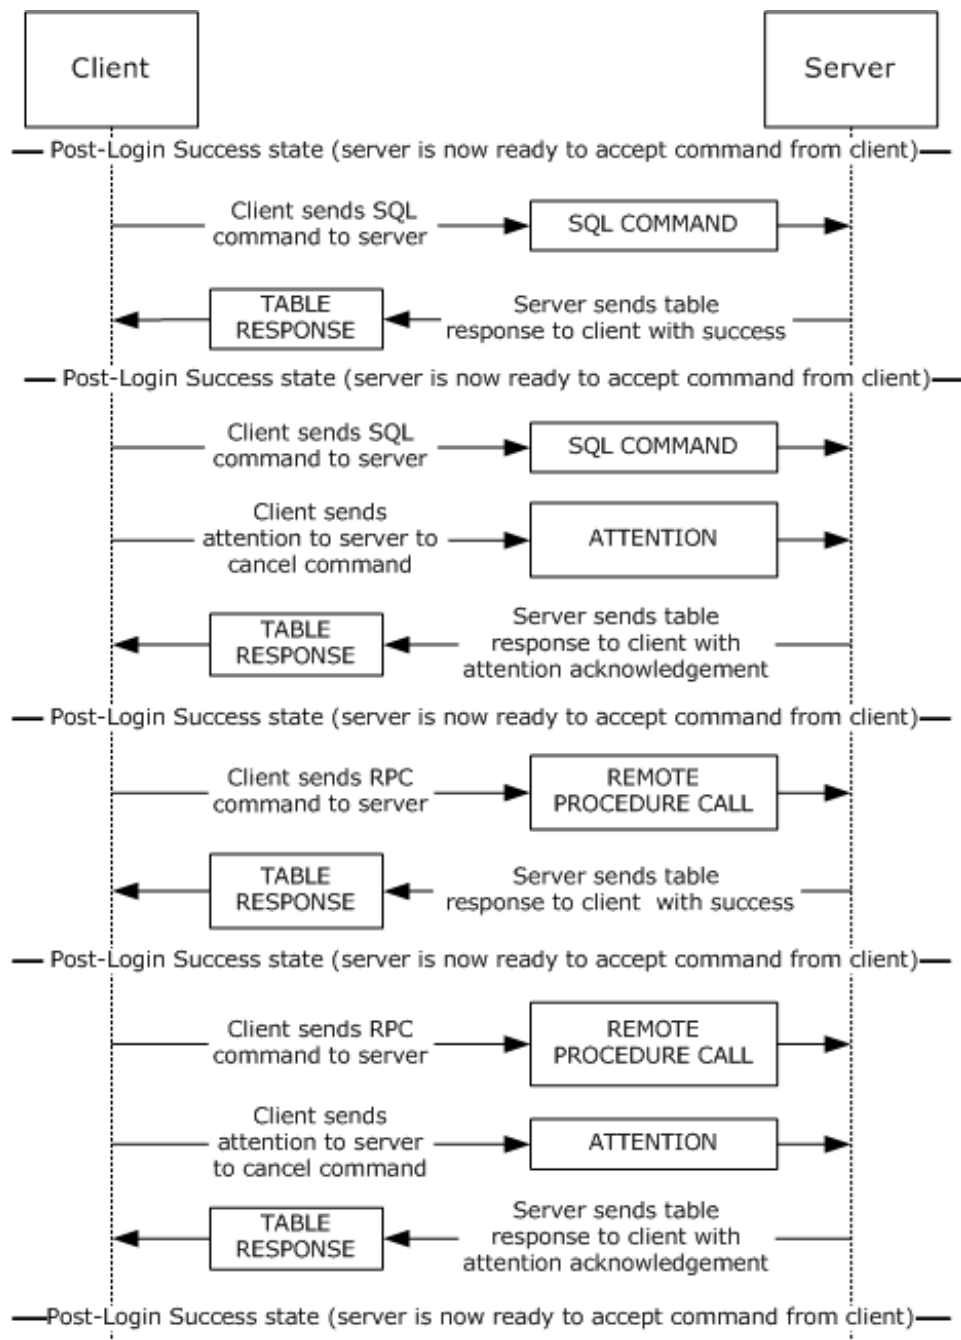 Client
Server
Post-Login Success state (server is now ready to accept command from client)
Client sends SQL
command to server
SQL COMMAND
TABLE
RESPONSE
Server sends table
response to client with success
Post-Login Success state (server is now ready to accept command from client)
Client sends SQL
command to server
SQL COMMAND
Client sends
attention to server to
cancel command
ATTENTION
TABLE
RESPONSE
Server sends table
response to client with
attention acknowledgement
Post-Login Success state (server is now ready to accept command from client)
Client sends RPC
command to server
REMOTE
PROCEDURE CALL
TABLE
RESPONSE
Server sends table
response to client with success
Post-Login Success state (server is now ready to accept command from client)
Client sends RPC
command to server
REMOTE
PROCEDURE CALL
Client sends
attention to server
to cancel command
ATTENTION
TABLE
RESPONSE
Server sends table
response to client with
attention acknowledgement
Post-Login Success state (server is now ready to accept command from client)